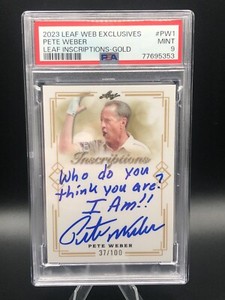 2023 LEAF WEB EXCLUSIVES #PW1
PETE WEBER MINT
LEAF INSCRIPTIONS-GOLD 9
PSA 77695353
Leaf
Inscriptions
Who do you
think you are?
I Am!!
Pete Weber
PETE WEBER
37/100